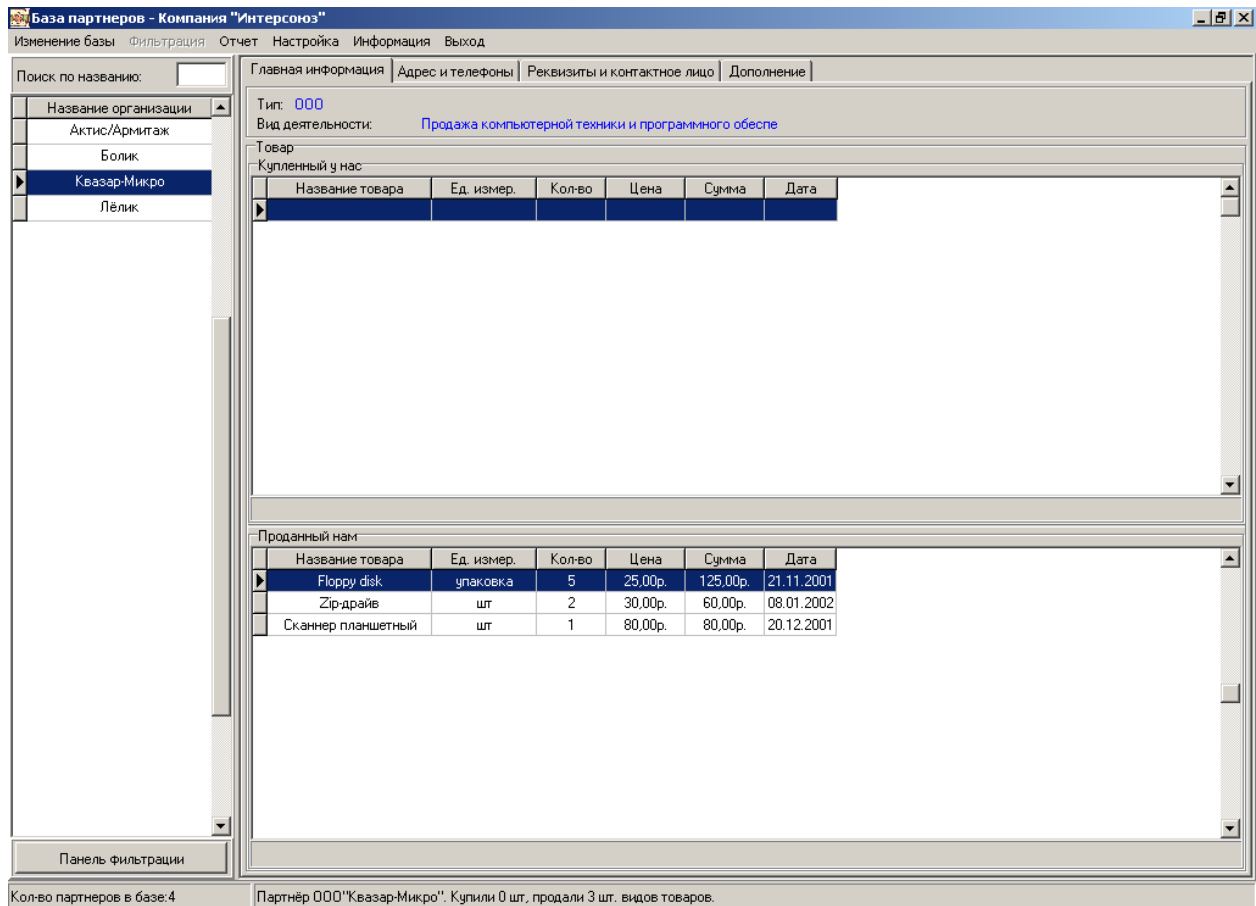 База партнеров - Компания "Интерсоюз"
Изменение базы Фильтрация Отчет Настройка Информация Выход
Поиск по названию:
Название организации
Актис/Армитаж
Болик
Квазар-Микро
Лёлик
Панель фильтрации
Главная информация Адрес и телефоны Реквизиты и контактное лицо Дополнение
Тип: ООО
Вид деятельности: Продажа компьютерной техники и программного обеспе
Товар
Купленный у нас
Название товара Ед. измер. Кол-во Цена Сумма Дата
Проданный нам
Название товара Ед. измер. Кол-во Цена Сумма Дата
Floppy disk упаковка 5 25,00р. 125,00р. 21.11.2001
Zip-драйв шт 2 30,00р. 60,00р. 08.01.2002
Сканнер планшетный шт 1 80,00р. 80,00р. 20.12.2001
Кол-во партнеров в базе:4 Партнёр ООО"Квазар-Микро". Купили 0 шт, продали 3 шт. видов товаров.